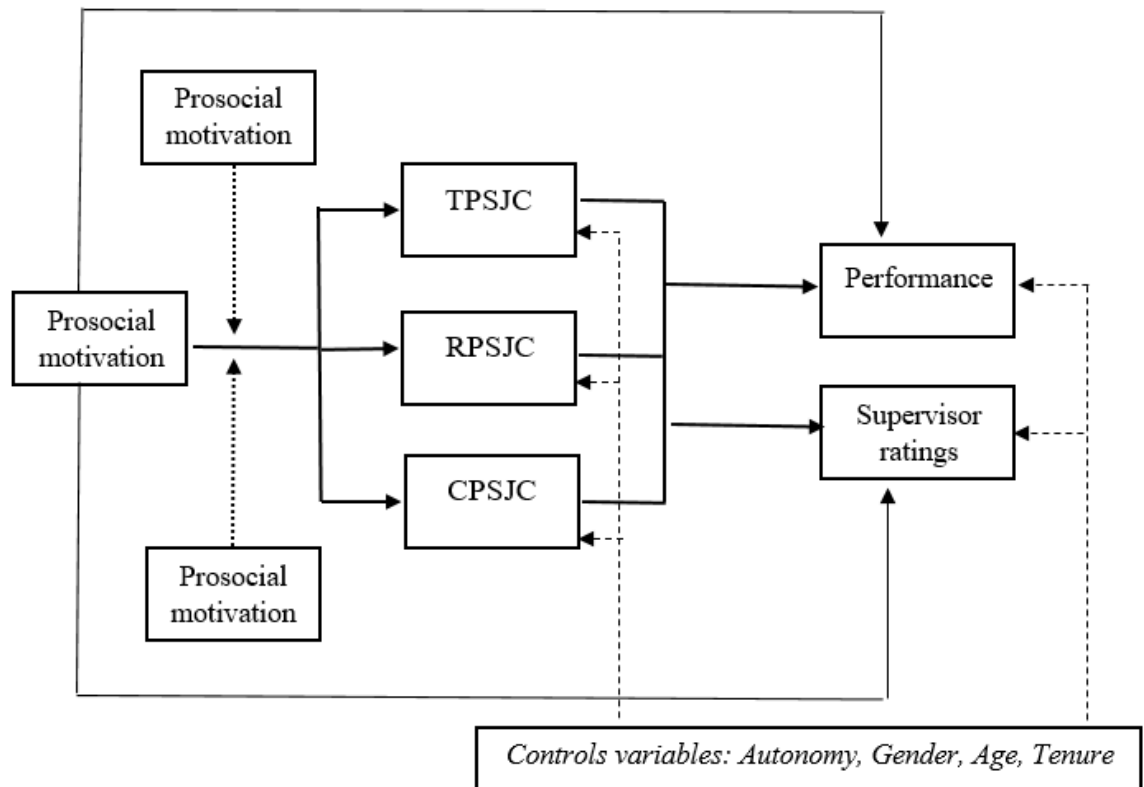 Prosocial
motivation
TPSJC
Performance
Prosocial
motivation
RPSJC
Supervisor
ratings
CPSJC
Prosocial
motivation
Controls variables: Autonomy, Gender, Age, Tenure